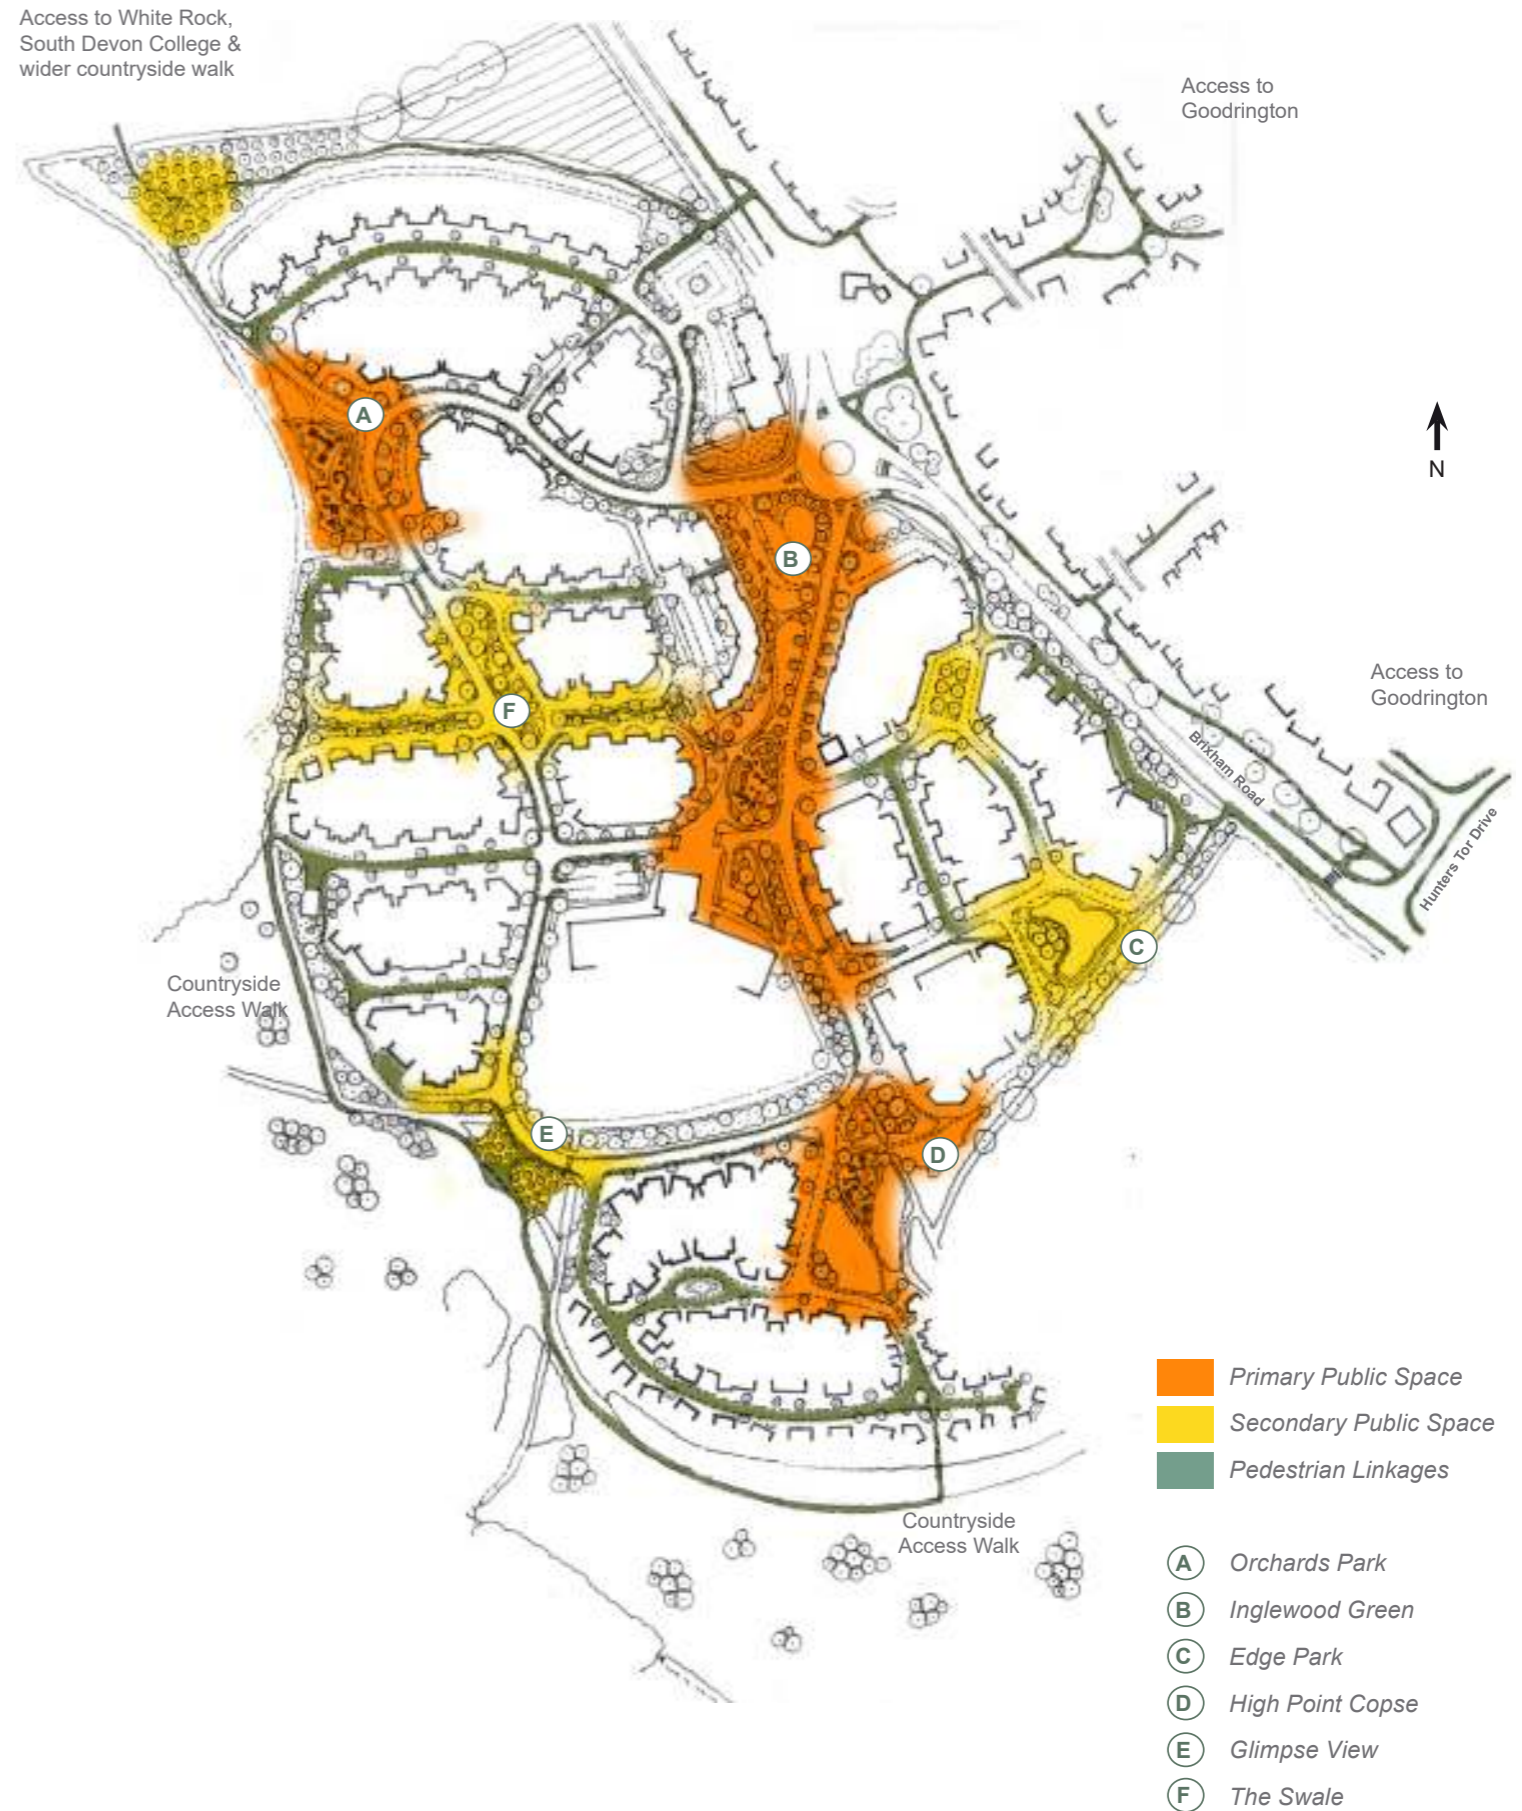 Access to White Rock,
South Devon College &
wider countryside walk
Access to
Goodrington
A
N
B
Access to
Goodrington
F
Brixham Road
Hunters Tor Drive
C
Countryside
Access Walk
E
D
Primary Public Space
Secondary Public Space
Pedestrian Linkages
Countryside
Access Walk
A Orchards Park
B Inglewood Green
C Edge Park
D High Point Copse
E Glimpse View
F The Swale